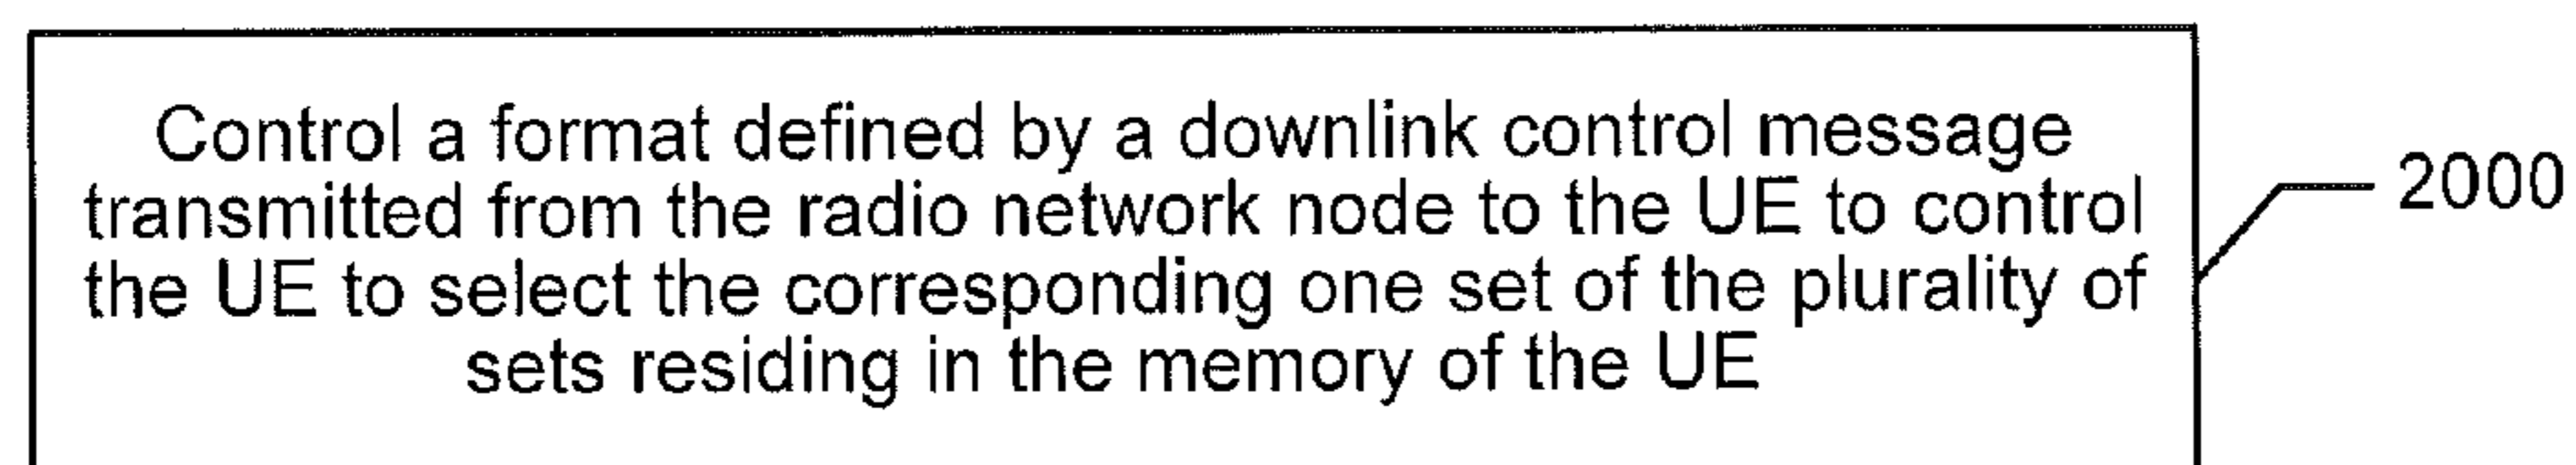 Control a format defined by a downlink control message
transmitted from the radio network node to the UE to control
the UE to select the corresponding one set of the plurality of
sets residing in the memory of the UE
2000